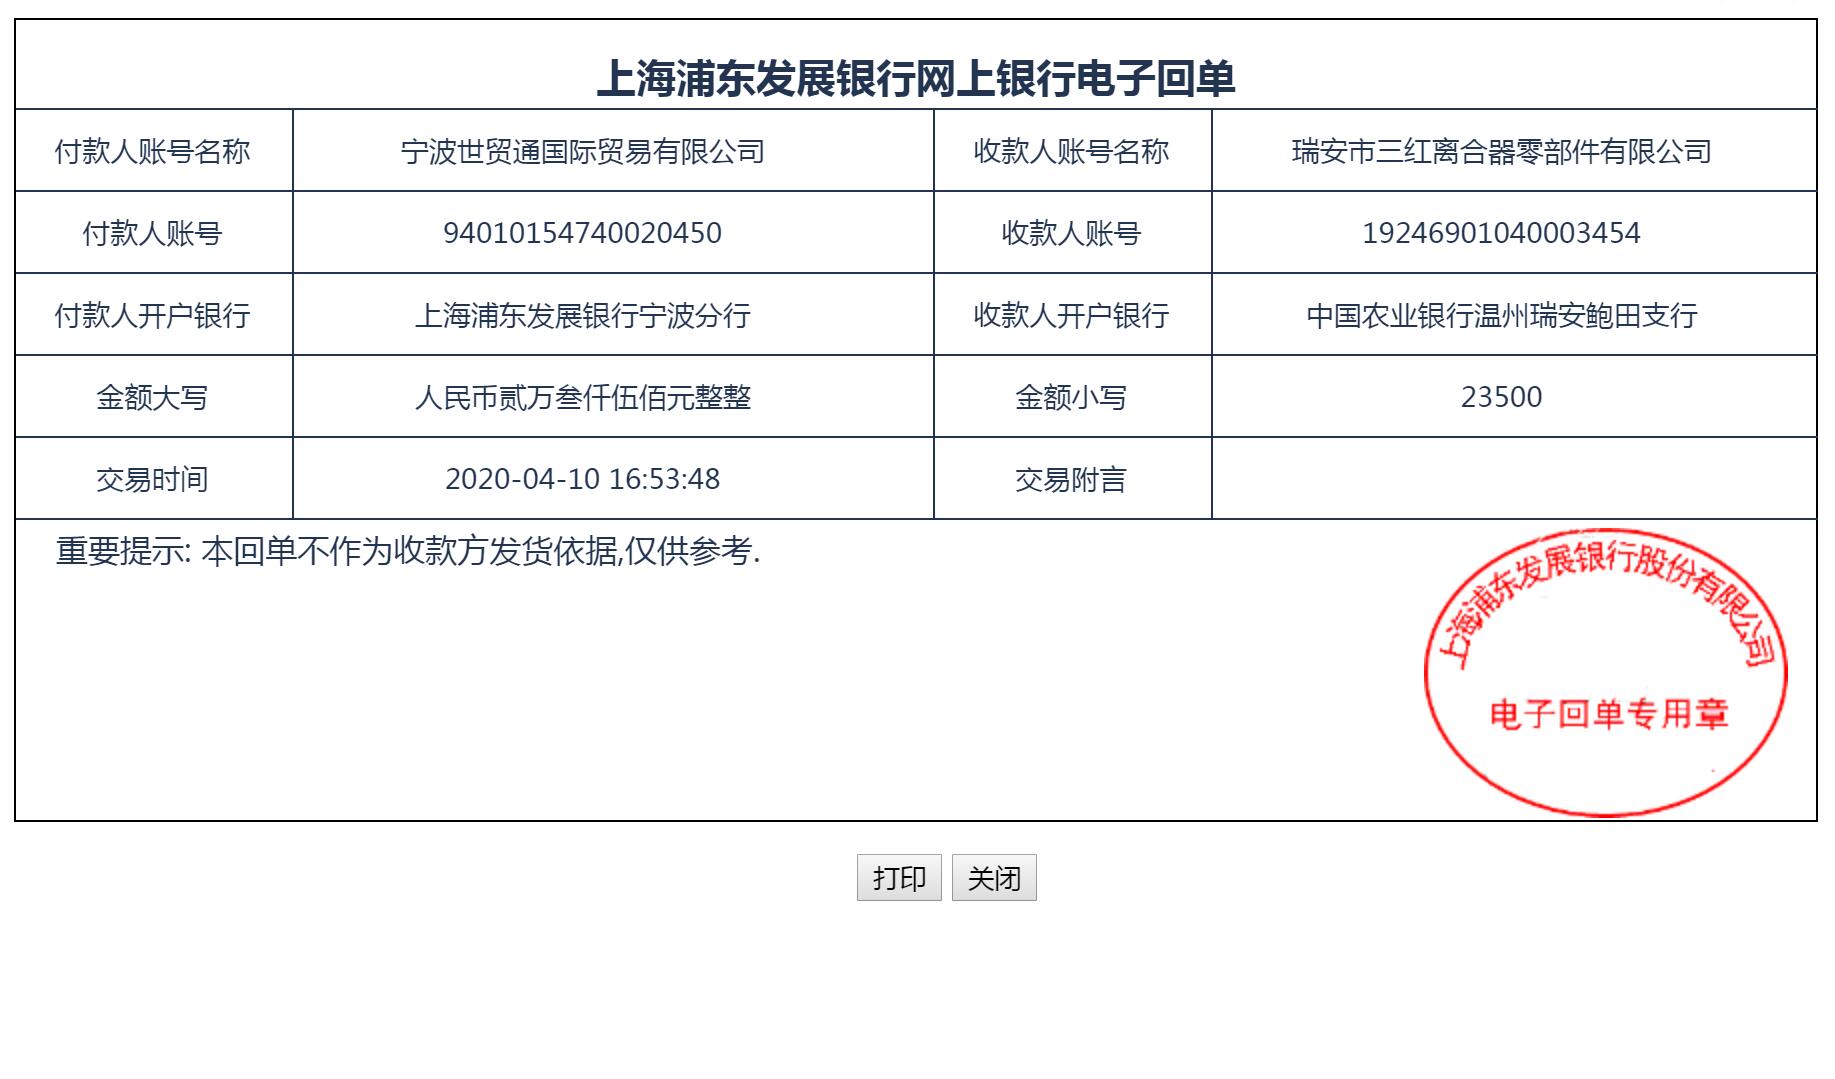 上海浦东发展银行网上银行电子回单
付款人账号名称 宁波世贸通国际贸易有限公司 收款人账号名称 瑞安市三红离合器零部件有限公司
付款人账号 94010154740020450 收款人账号 19246901040003454
付款人开户银行 上海浦东发展银行宁波分行 收款人开户银行 中国农业银行温州瑞安鲍田支行
金额大写 人民币贰万叁仟伍佰元整整 金额小写 23500
交易时间 2020-04-10 16:53:48 交易附言
重要提示: 本回单不作为收款方发货依据,仅供参考.
上海浦东发展银行股份有限公司
电子回单专用章
打印 关闭